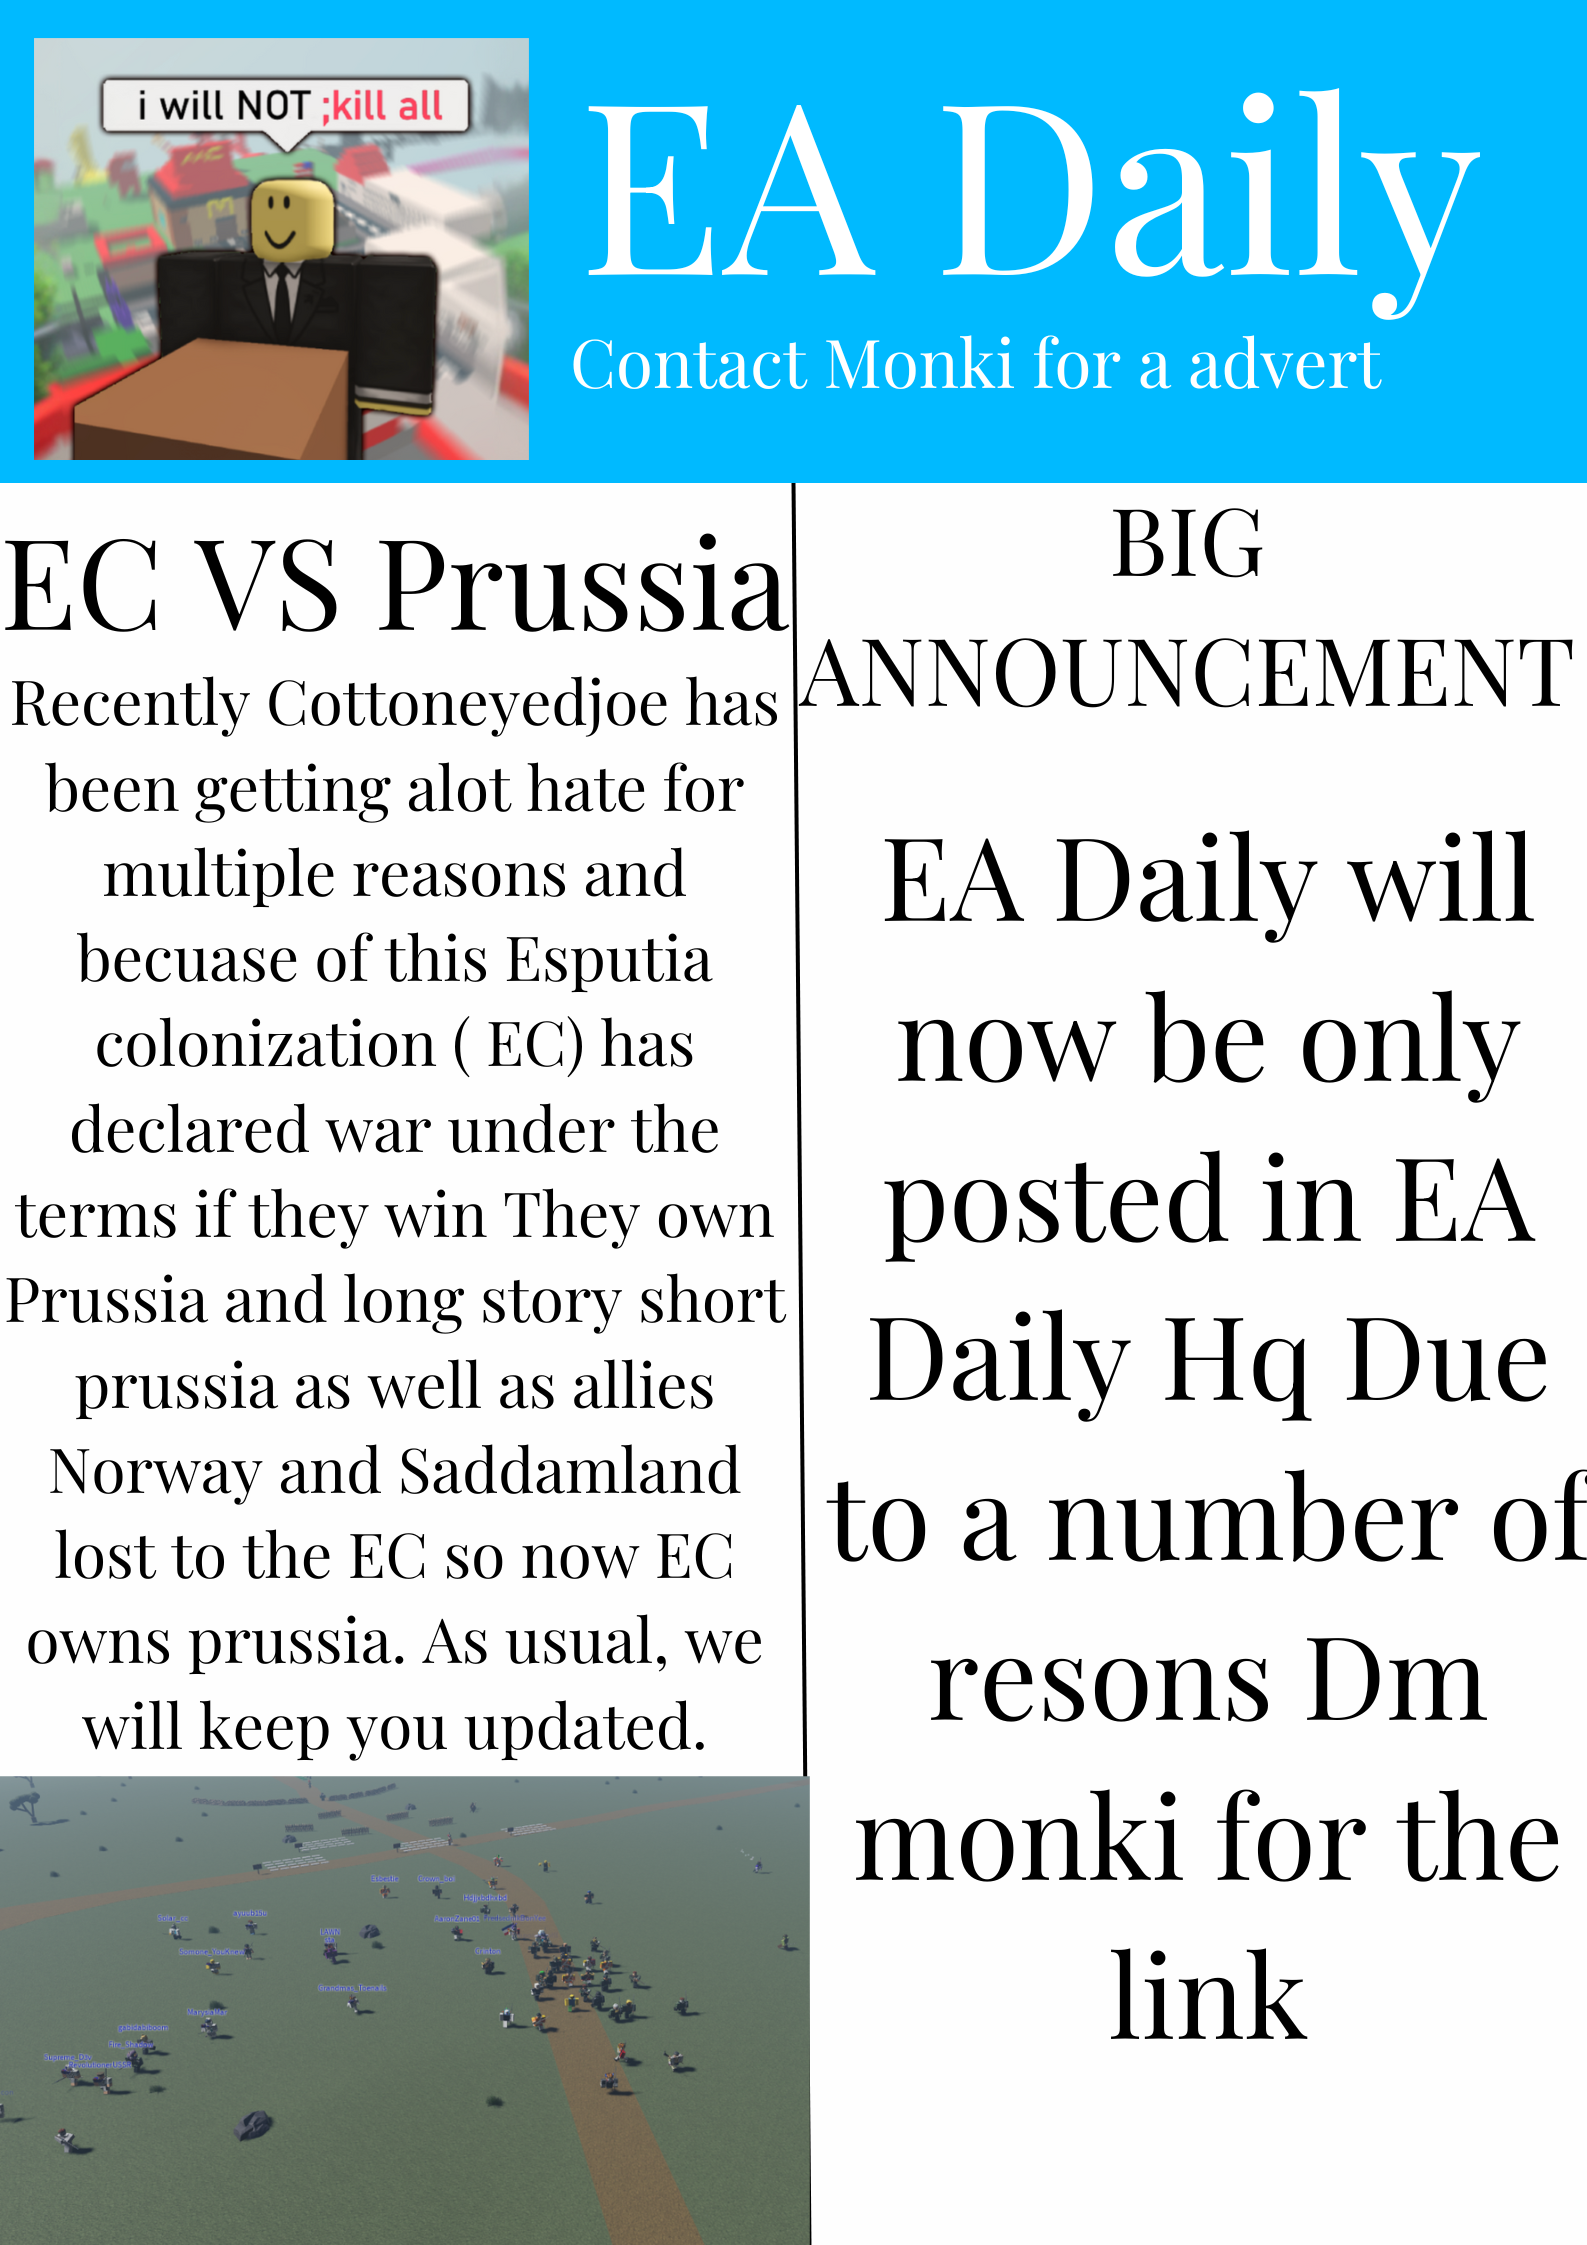 i will NOT ;kill all
EA Daily
Contact Monki for a advert
EC VS Prussia
Recently Cottoneyedjoe has
been getting alot hate for
multiple reasons and
becuase of this Esputia
colonization ( EC) has
declared war under the
terms if they win They own
Prussia and long story short
prussia as well as allies
Norway and Saddamland
lost to the EC so now EC
owns prussia. As usual, we
will keep you updated.
BIG
ANNOUNCEMENT
EA Daily will
now be only
posted in EA
Daily Hq Due
to a number of
resons Dm
monki for the
link